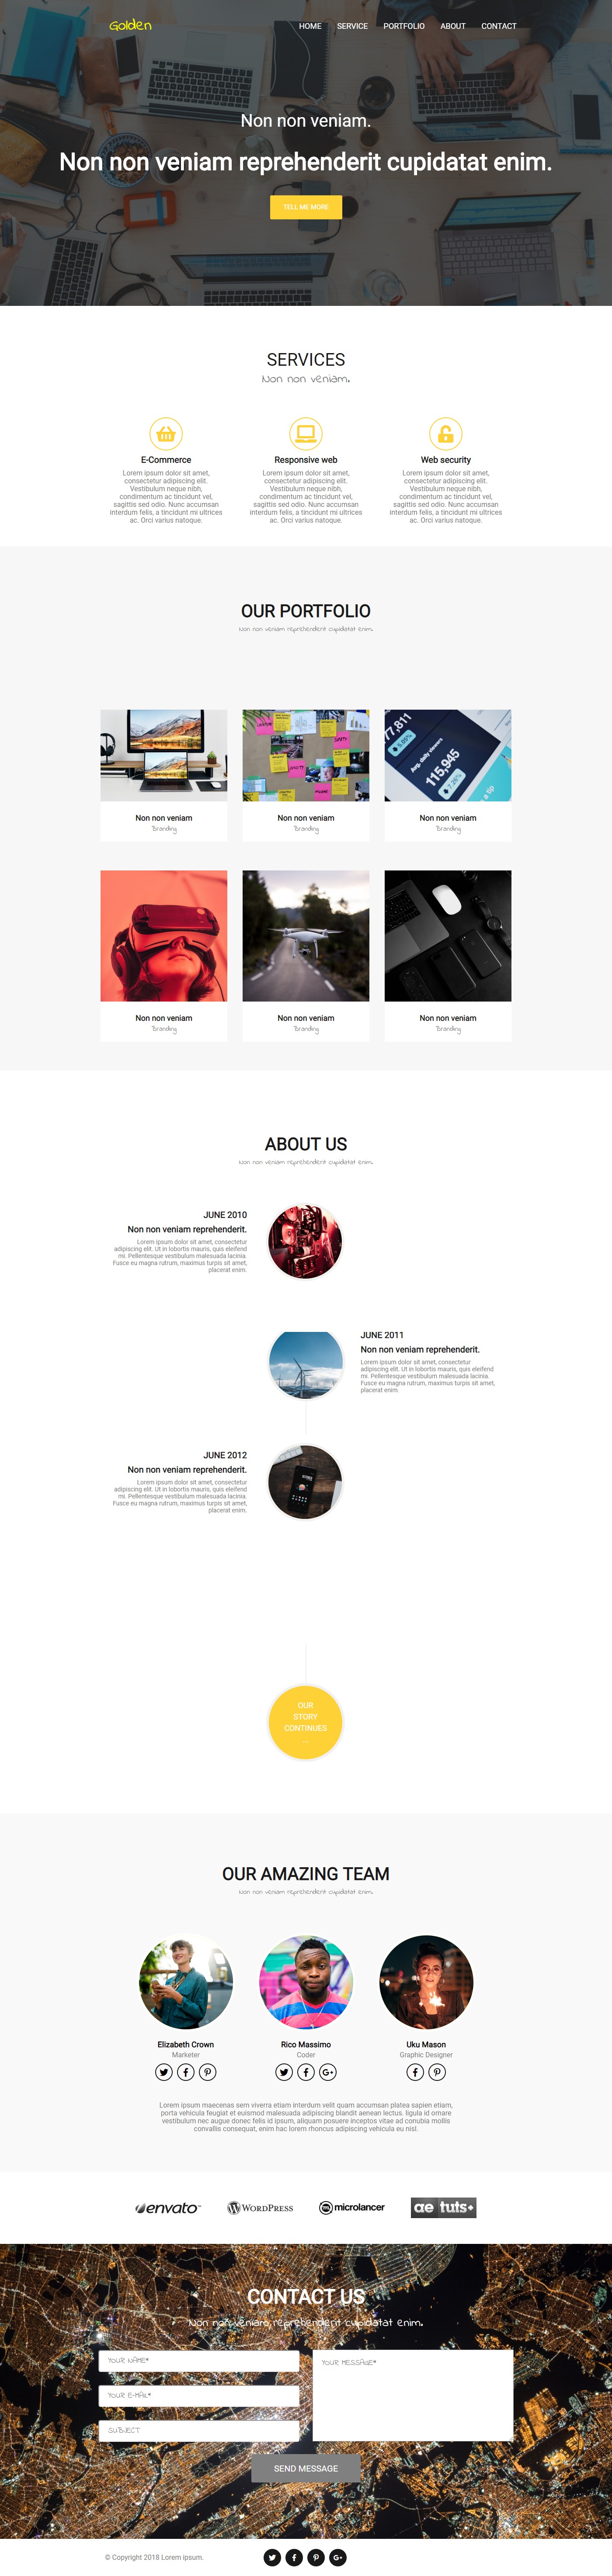 Golden
HOME SERVICE PORTFOLIO ABOUT CONTACT
Non non veniam.
Non non veniam reprehenderit cupidatat enim.
TELL ME MORE
SERVICES
Non non veniam.
E-Commerce
Lorem ipsum dolor sit amet,
consectetur adipiscing elit.
Vestibulum neque nibh,
condimentum ac tincidunt vel,
sagittis sed odio. Nunc accumsan
interdum felis, a tincidunt mi ultrices
ac. Orci varius natoque.
Responsive web
Lorem ipsum dolor sit amet,
consectetur adipiscing elit.
Vestibulum neque nibh,
condimentum ac tincidunt vel,
sagittis sed odio. Nunc accumsan
interdum felis, a tincidunt mi ultrices
ac. Orci varius natoque.
Web security
Lorem ipsum dolor sit amet,
consectetur adipiscing elit.
Vestibulum neque nibh,
condimentum ac tincidunt vel,
sagittis sed odio. Nunc accumsan
interdum felis, a tincidunt mi ultrices
ac. Orci varius natoque.
OUR PORTFOLIO
Non non veniam reprehenderit cupidatat enim.
77,811
Avg. daily viewers
115,945
Non non veniam
Branding
Non non veniam
Branding
Non non veniam
Branding
Non non veniam
Branding
Non non veniam
Branding
Non non veniam
Branding
ABOUT US
Non non veniam reprehenderit cupidatat enim.
JUNE 2010
Non non veniam reprehenderit.
Lorem ipsum dolor sit amet, consectetur
adipiscing elit. Ut in lobortis mauris, quis eleifend
mi. Pellentesque vestibulum malesuada lacinia.
Fusce eu magna rutrum, maximus turpis sit amet,
placerat enim.
JUNE 2011
Non non veniam reprehenderit.
Lorem ipsum dolor sit amet, consectetur
adipiscing elit. Ut in lobortis mauris, quis eleifend
mi. Pellentesque vestibulum malesuada lacinia.
Fusce eu magna rutrum, maximus turpis sit amet,
placerat enim.
JUNE 2012
Non non veniam reprehenderit.
Lorem ipsum dolor sit amet, consectetur
adipiscing elit. Ut in lobortis mauris, quis eleifend
mi. Pellentesque vestibulum malesuada lacinia.
Fusce eu magna rutrum, maximus turpis sit amet,
placerat enim.
OUR
STORY
CONTINUES
...
OUR AMAZING TEAM
Non non veniam reprehenderit cupidatat enim.
Elizabeth Crown
Marketer
Rico Massimo
Coder
Uku Mason
Graphic Designer
Lorem ipsum maecenas sem viverra etiam interdum velit quam accumsan platea sapien etiam,
porta vehicula feugiat et euismod malesuada adipiscing blandit aenean lectus. ligula id ornare
vestibulum nec augue donec felis id ipsum, aliquam posuere inceptos vitae ad conubia mollis
convallis consequat, enim hac lorem rhoncus adipiscing vehicula eu nisl.
envato
WORDPRESS
microlancer
ae tuts+
CONTACT US
Non non veniam reprehenderit cupidatat enim.
YOUR NAME*
YOUR E-MAIL*
SUBJECT
YOUR MESSAGE*
SEND MESSAGE
© Copyright 2018 Lorem ipsum.